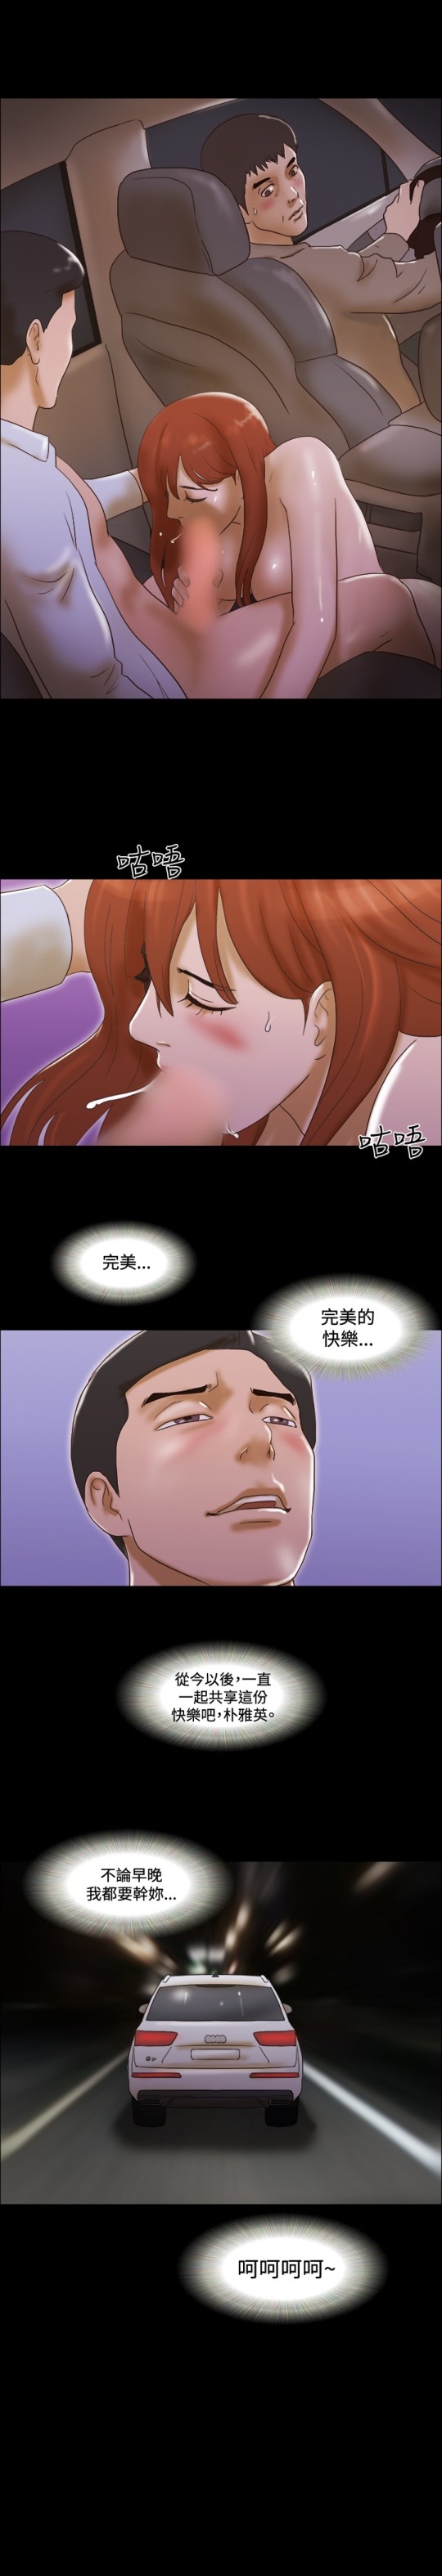 咕唔
咕唔
完美...
完美的
快樂...
從今以後，一直
一起共享這份
快樂吧，朴雅英。
不論早晚
我都要幹妳...
Q7
呵呵呵呵~